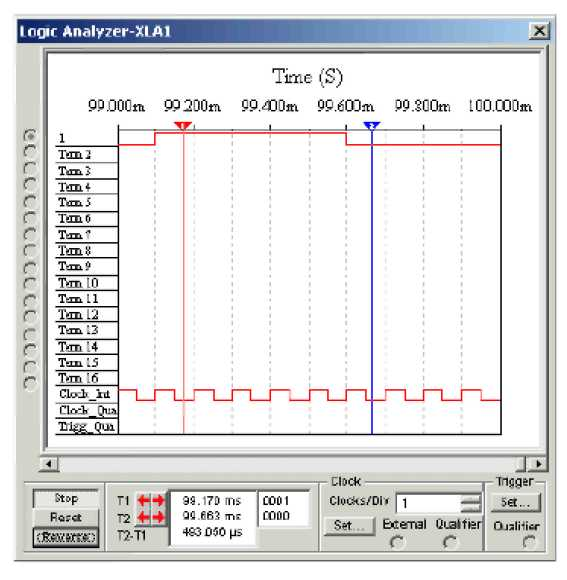 Logic Analyzer-XLA1
Time (S)
99.000m 99.200m 99.400m 99.600m 99.800m 100.000m
1 2
1
Term 2
Term 3
Term 4
Term 5
Term 6
Term 7
Term 8
Term 9
Term 10
Term 11
Term 12
Term 13
Term 14
Term 15
Term 16
Clock_Int
Clock_Qua
Trigg_Qua
Stop
Reset
Reverse
T1 99.170 ms 0001
T2 99.663 ms 0000
T2-T1 493.050 µs
Clock
Clocks/Div 1
Set... External Qualifier
Trigger
Set...
Qualifier